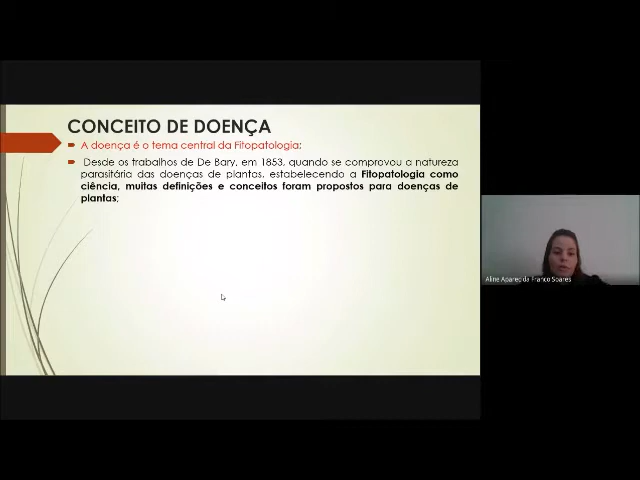 CONCEITO DE DOENÇA
A doença é o tema central da Fitopatologia;
Desde os trabalhos de De Bary, em 1853, quando se comprovou a natureza
parasitária das doenças de plantas, estabelecendo a Fitopatologia como
ciência, muitas definições e conceitos foram propostos para doenças de
plantas;
Aline Aparecida Franco Soares